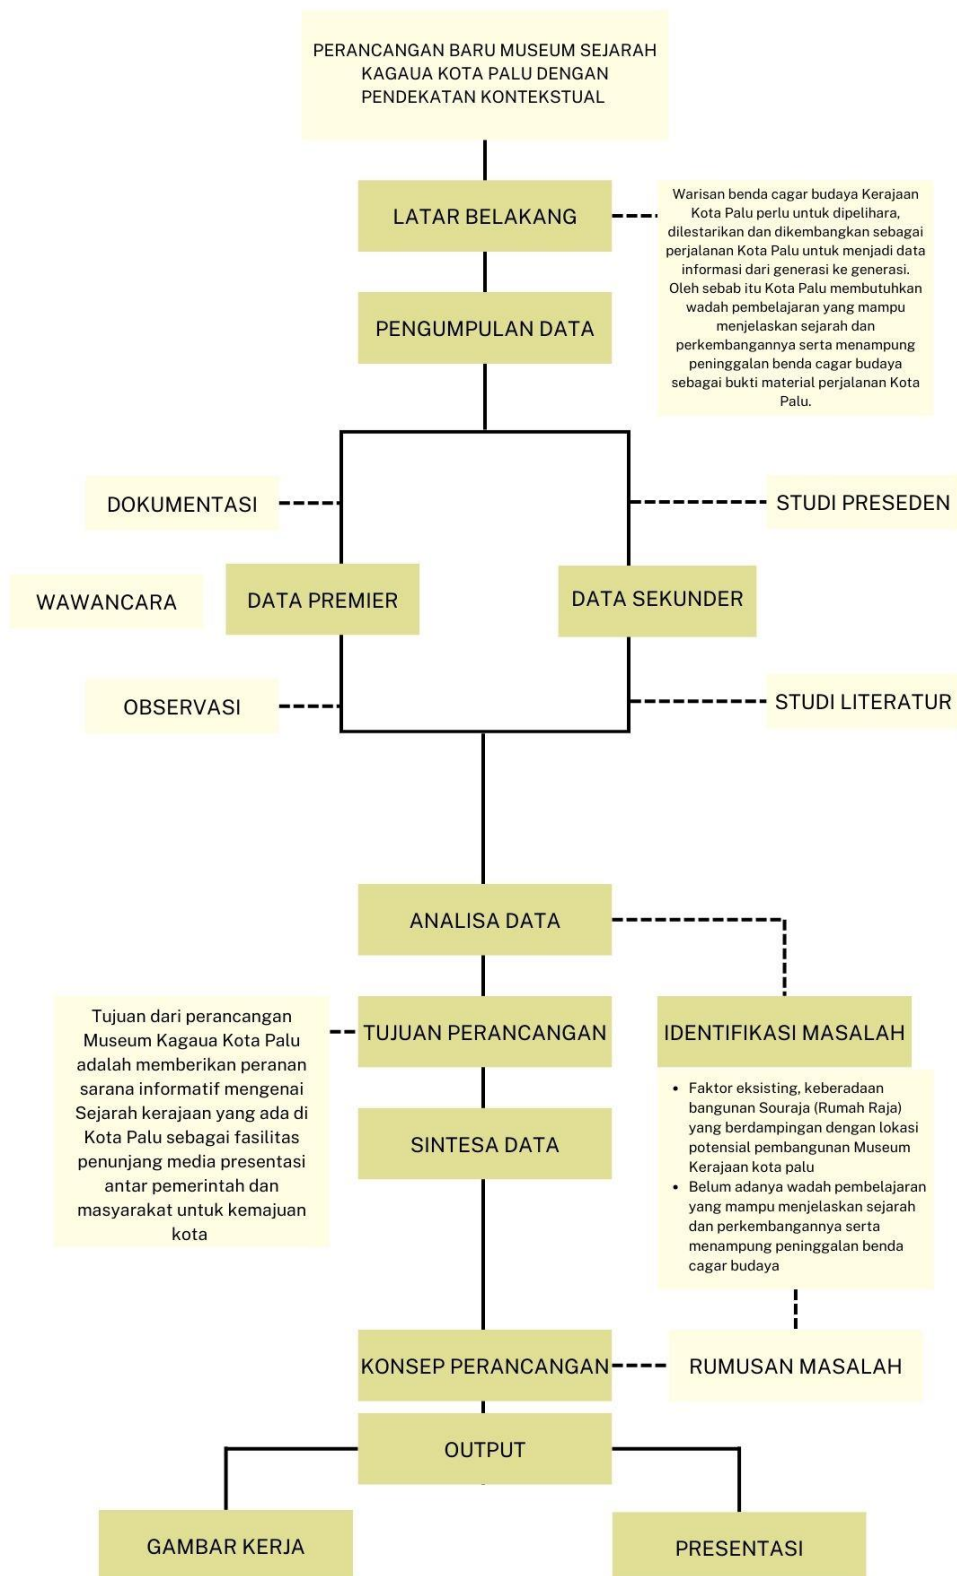 PERANCANGAN BARU MUSEUM SEJARAH
KAGAUA KOTA PALU DENGAN
PENDEKATAN KONTEKSTUAL
LATAR BELAKANG
Warisan benda cagar budaya Kerajaan
Kota Palu perlu untuk dipelihara,
dilestarikan dan dikembangkan sebagai
perjalanan Kota Palu untuk menjadi data
informasi dari generasi ke generasi.
Oleh sebab itu Kota Palu membutuhkan
wadah pembelajaran yang mampu
menjelaskan sejarah dan
perkembangannya serta menampung
peninggalan benda cagar budaya
sebagai bukti material perjalanan Kota
Palu.
PENGUMPULAN DATA
DOKUMENTASI
STUDI PRESEDEN
WAWANCARA
DATA PREMIER
DATA SEKUNDER
OBSERVASI
STUDI LITERATUR
ANALISA DATA
Tujuan dari perancangan
Museum Kagaua Kota Palu
adalah memberikan peranan
sarana informatif mengenai
Sejarah kerajaan yang ada di
Kota Palu sebagai fasilitas
penunjang media presentasi
antar pemerintah dan
masyarakat untuk kemajuan
kota
TUJUAN PERANCANGAN
IDENTIFIKASI MASALAH
• Faktor eksisting, keberadaan
bangunan Souraja (Rumah Raja)
yang berdampingan dengan lokasi
potensial pembangunan Museum
Kerajaan kota palu
• Belum adanya wadah pembelajaran
yang mampu menjelaskan sejarah
dan perkembangannya serta
menampung peninggalan benda
cagar budaya
SINTESA DATA
KONSEP PERANCANGAN
RUMUSAN MASALAH
OUTPUT
GAMBAR KERJA
PRESENTASI